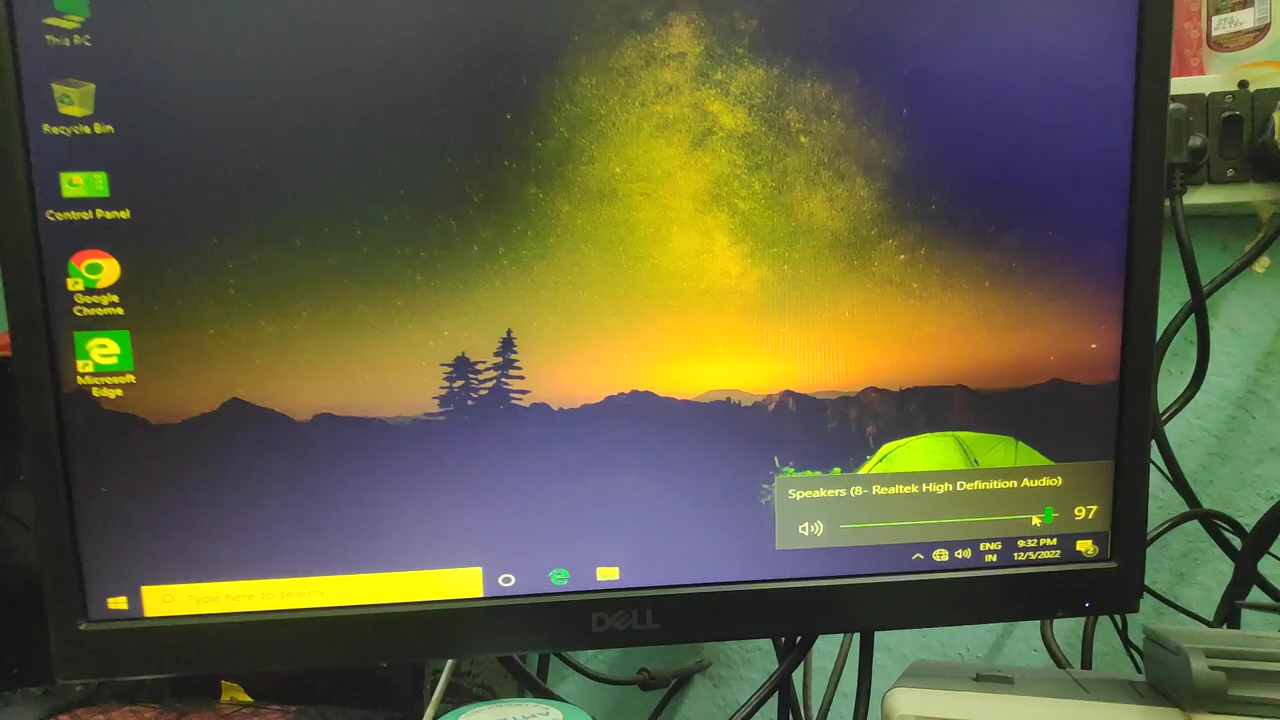 This PC
Recycle Bin
Control Panel
Google
Chrome
Microsoft
Edge
Speakers (8- Realtek High Definition Audio)
97
ENG
IN
9:32 PM
12/5/2022
2
Type here to search
DELL